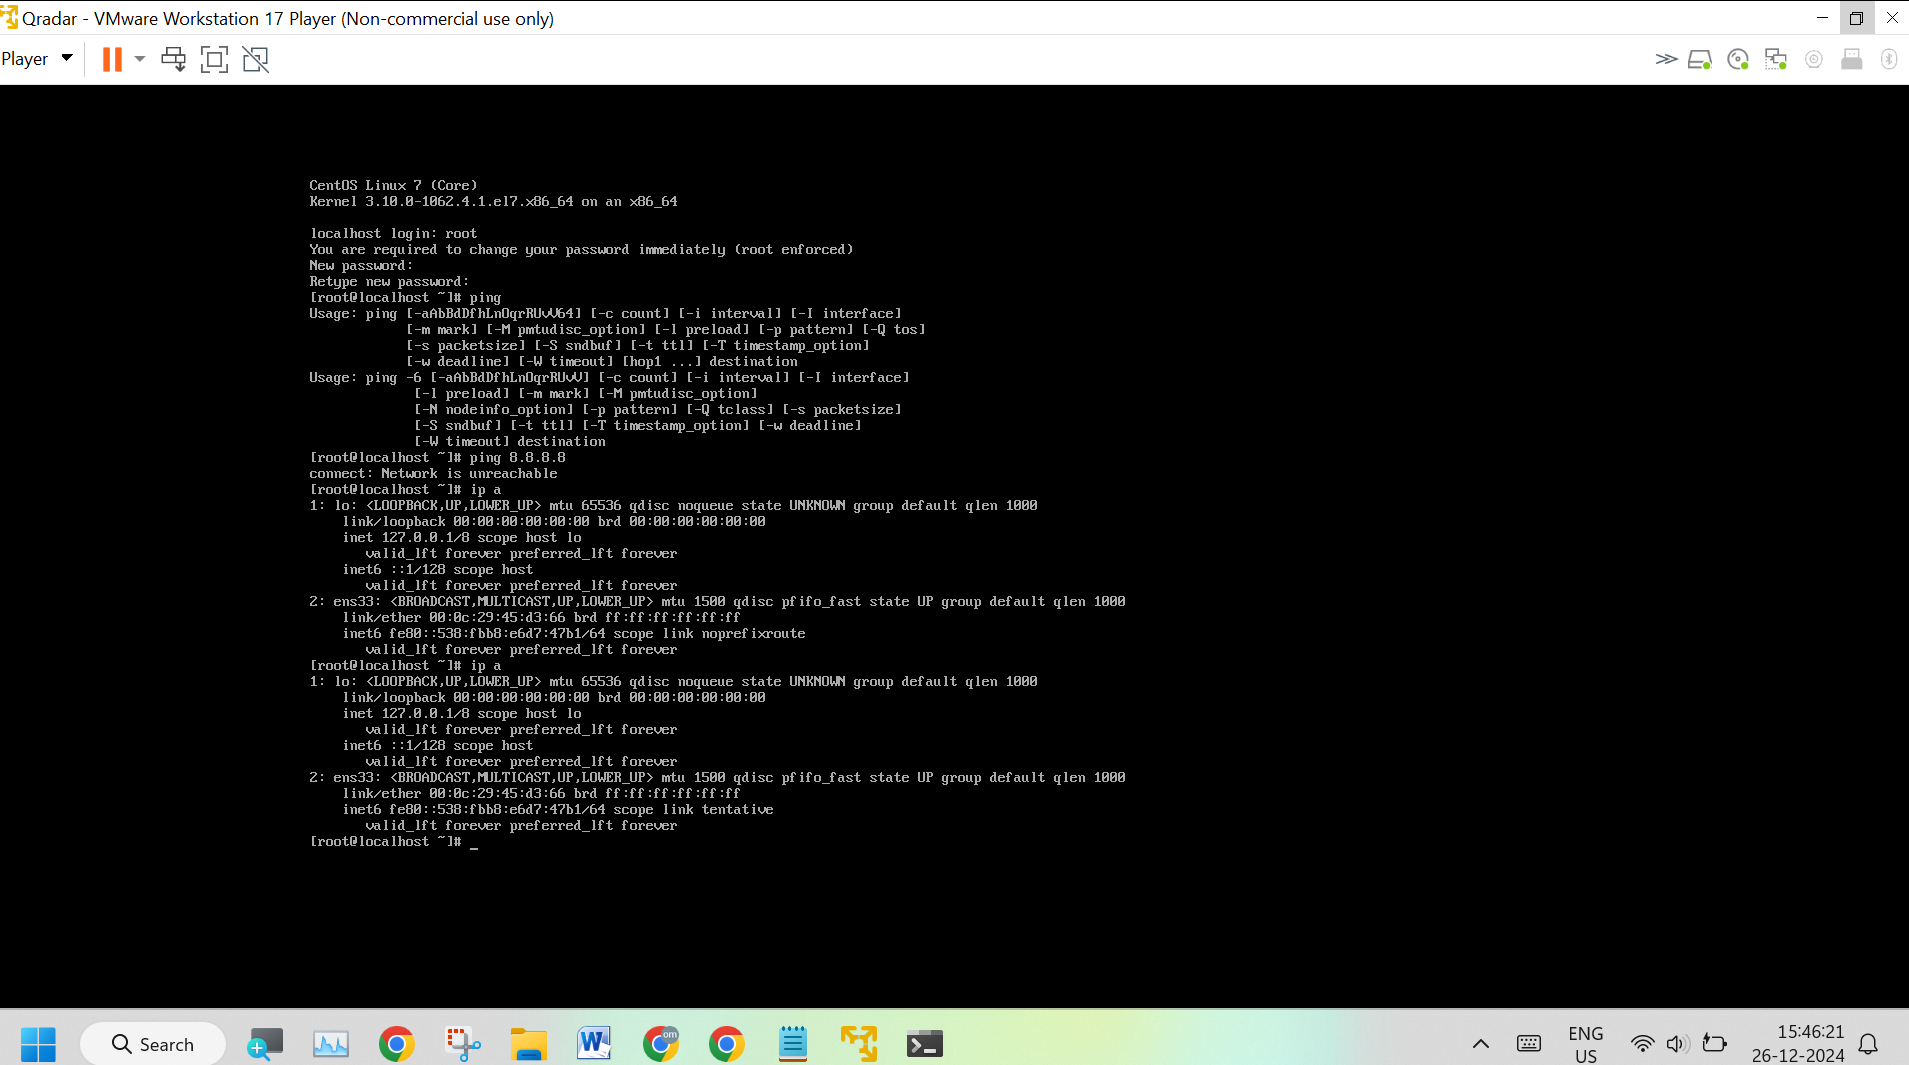 Qradar - VMware Workstation 17 Player (Non-commercial use only)
Player
CentOS Linux 7 (Core)
Kernel 3.10.0-1062.4.1.el7.x86_64 on an x86_64
localhost login: root
You are required to change your password immediately (root enforced)
New password:
Retype new password:
[root@localhost ~]# ping
Usage: ping [-aAbBdDfhLnOqrRUvV64] [-c count] [-i interval] [-I interface]
[-m mark] [-M pmtudisc_option] [-l preload] [-p pattern] [-Q tos]
[-s packetsize] [-S sndbuf] [-t ttl] [-T timestamp_option]
[-w deadline] [-W timeout] [hop1 ...] destination
Usage: ping -6 [-aAbBdDfhLnOqrRUvV] [-c count] [-i interval] [-I interface]
[-l preload] [-m mark] [-M pmtudisc_option]
[-N nodeinfo_option] [-p pattern] [-Q tclass] [-s packetsize]
[-S sndbuf] [-t ttl] [-T timestamp_option] [-w deadline]
[-W timeout] destination
[root@localhost ~]# ping 8.8.8.8
connect: Network is unreachable
[root@localhost ~]# ip a
1: lo: <LOOPBACK,UP,LOWER_UP> mtu 65536 qdisc noqueue state UNKNOWN group default qlen 1000
link/loopback 00:00:00:00:00:00 brd 00:00:00:00:00:00
inet 127.0.0.1/8 scope host lo
valid_lft forever preferred_lft forever
inet6 ::1/128 scope host
valid_lft forever preferred_lft forever
2: ens33: <BROADCAST,MULTICAST,UP,LOWER_UP> mtu 1500 qdisc pfifo_fast state UP group default qlen 1000
link/ether 00:0c:29:45:d3:66 brd ff:ff:ff:ff:ff:ff
inet6 fe80::538:fbb8:e6d7:47b1/64 scope link noprefixroute
valid_lft forever preferred_lft forever
[root@localhost ~]# ip a
1: lo: <LOOPBACK,UP,LOWER_UP> mtu 65536 qdisc noqueue state UNKNOWN group default qlen 1000
link/loopback 00:00:00:00:00:00 brd 00:00:00:00:00:00
inet 127.0.0.1/8 scope host lo
valid_lft forever preferred_lft forever
inet6 ::1/128 scope host
valid_lft forever preferred_lft forever
2: ens33: <BROADCAST,MULTICAST,UP,LOWER_UP> mtu 1500 qdisc pfifo_fast state UP group default qlen 1000
link/ether 00:0c:29:45:d3:66 brd ff:ff:ff:ff:ff:ff
inet6 fe80::538:fbb8:e6d7:47b1/64 scope link tentative
valid_lft forever preferred_lft forever
[root@localhost ~]# _
Search
W
om
ENG
US
15:46:21
26-12-2024